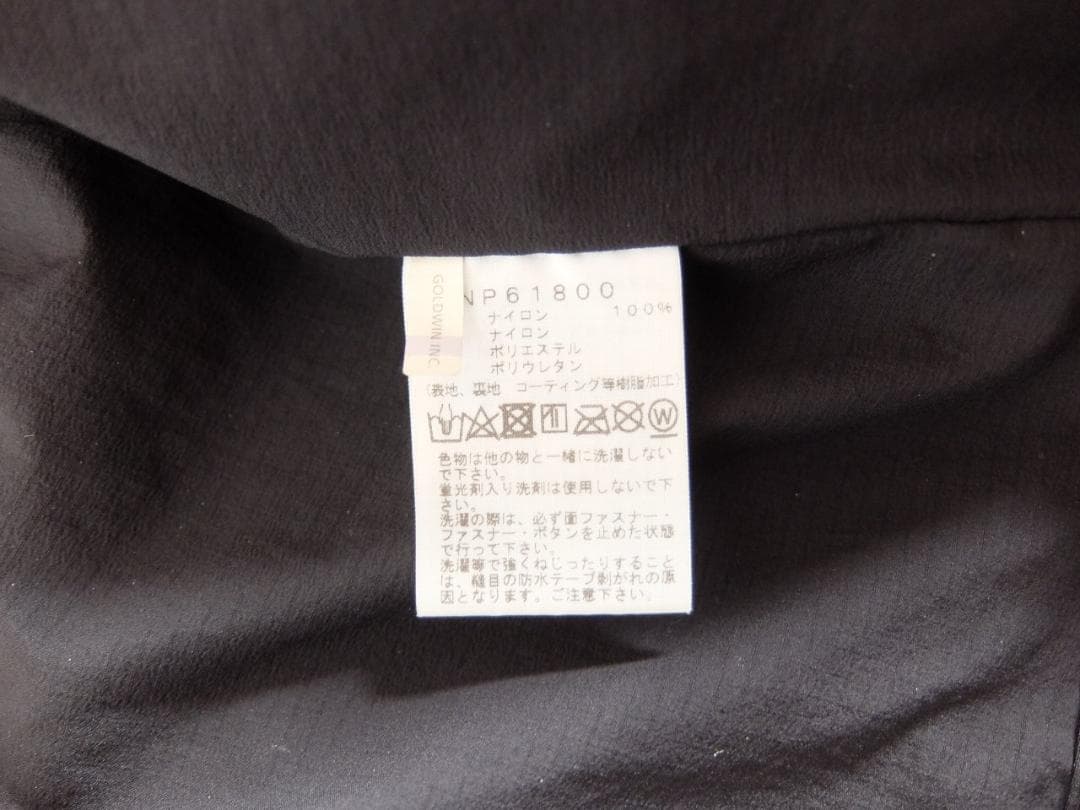 GOLDWIN INC
NP61800
ナイロン 100%
ナイロン
ポリエステル
ポリウレタン
(表地、裏地 コーティング等樹脂加工)
W
色物は他の物と一緒に洗濯しない
で下さい。
蛍光剤入り洗剤は使用しないで下
さい。
洗濯の際は、必ず面ファスナー・
ファスナー・ボタンを止めた状態
で行って下さい。
洗濯等で強くねじったりすること
は、縫目の防水テープ剥がれの原
因となります。ご注意下さい。